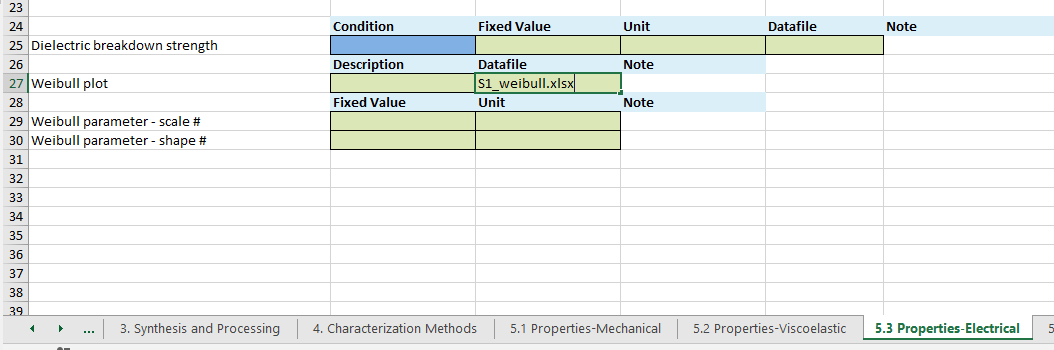 23
24 Condition Fixed Value Unit Datafile Note
25 Dielectric breakdown strength
26 Description Datafile Note
27 Weibull plot S1_weibull.xlsx
28 Fixed Value Unit Note
29 Weibull parameter - scale #
30 Weibull parameter - shape #
31
32
33
34
35
36
37
38
39
... 3. Synthesis and Processing 4. Characterization Methods 5.1 Properties-Mechanical 5.2 Properties-Viscoelastic 5.3 Properties-Electrical 5